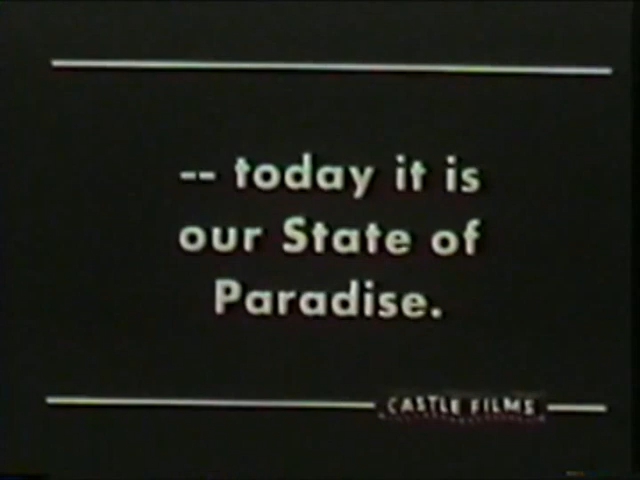 -- today it is
our State of
Paradise.
CASTLE FILMS